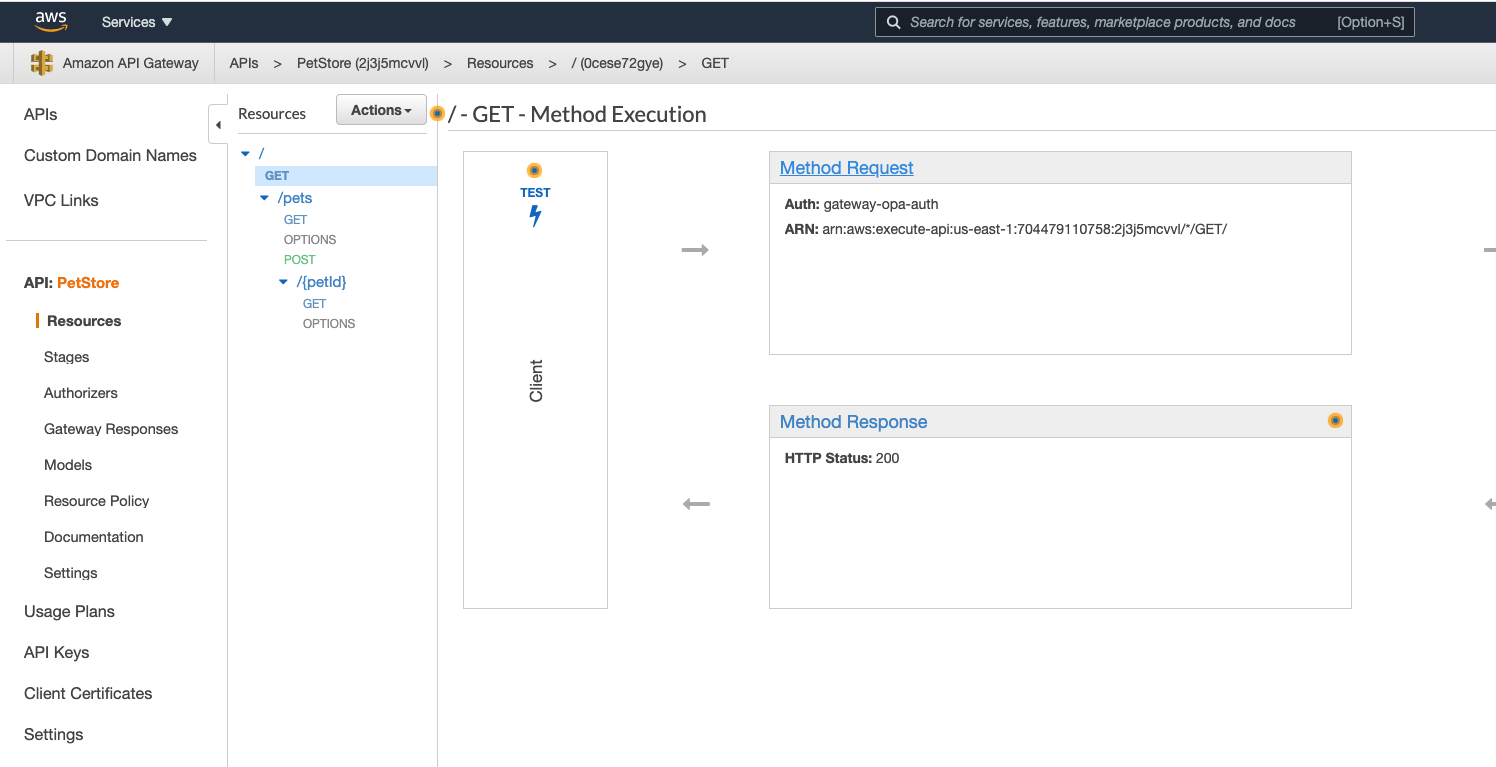 aws Services Search for services, features, marketplace products, and docs [Option+S]
Amazon API Gateway APIs > PetStore (2j3j5mcvvl) > Resources > / (0cese72gye) > GET
APIs
Custom Domain Names
VPC Links
API: PetStore
Resources
Stages
Authorizers
Gateway Responses
Models
Resource Policy
Documentation
Settings
Usage Plans
API Keys
Client Certificates
Settings
Resources Actions
/
GET
/pets
GET
OPTIONS
POST
/{petId}
GET
OPTIONS
/ - GET - Method Execution
TEST
Client
Method Request
Auth: gateway-opa-auth
ARN: arn:aws:execute-api:us-east-1:704479110758:2j3j5mcvvl/*/GET/
Method Response
HTTP Status: 200